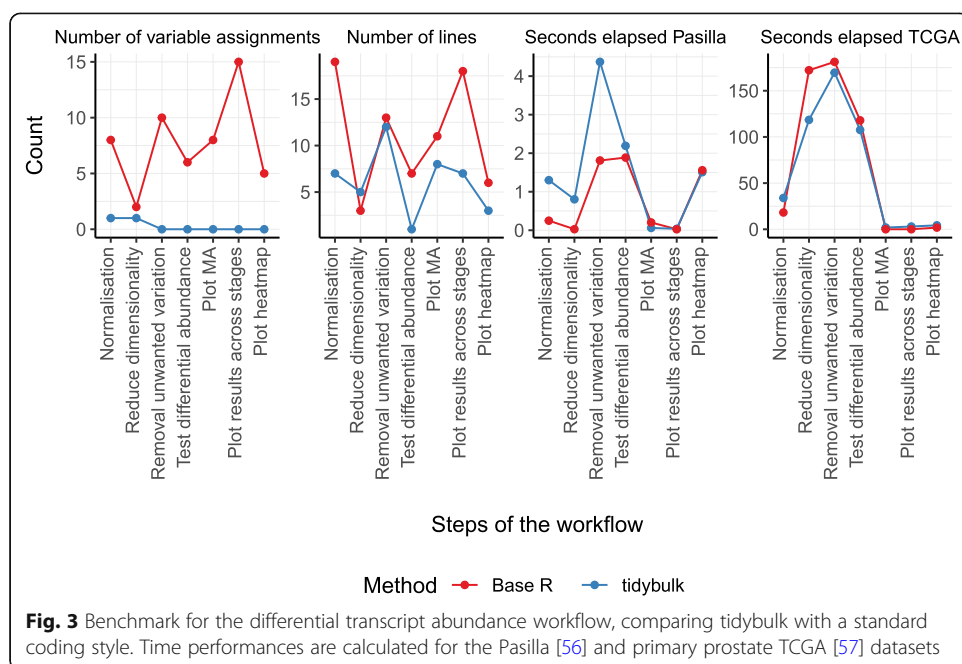 Number of variable assignments
Number of lines
Seconds elapsed Pasilla
Seconds elapsed TCGA
Count
15
10
5
0
15
10
5
4
3
2
1
0
150
100
50
0
Normalisation
Reduce dimensionality
Removal unwanted variation
Test differential abundance
Plot MA
Plot results across stages
Plot heatmap
Normalisation
Reduce dimensionality
Removal unwanted variation
Test differential abundance
Plot MA
Plot results across stages
Plot heatmap
Normalisation
Reduce dimensionality
Removal unwanted variation
Test differential abundance
Plot MA
Plot results across stages
Plot heatmap
Normalisation
Reduce dimensionality
Removal unwanted variation
Test differential abundance
Plot MA
Plot results across stages
Plot heatmap
Steps of the workflow
Method Base R tidybulk
Fig. 3 Benchmark for the differential transcript abundance workflow, comparing tidybulk with a standard
coding style. Time performances are calculated for the Pasilla [56] and primary prostate TCGA [57] datasets